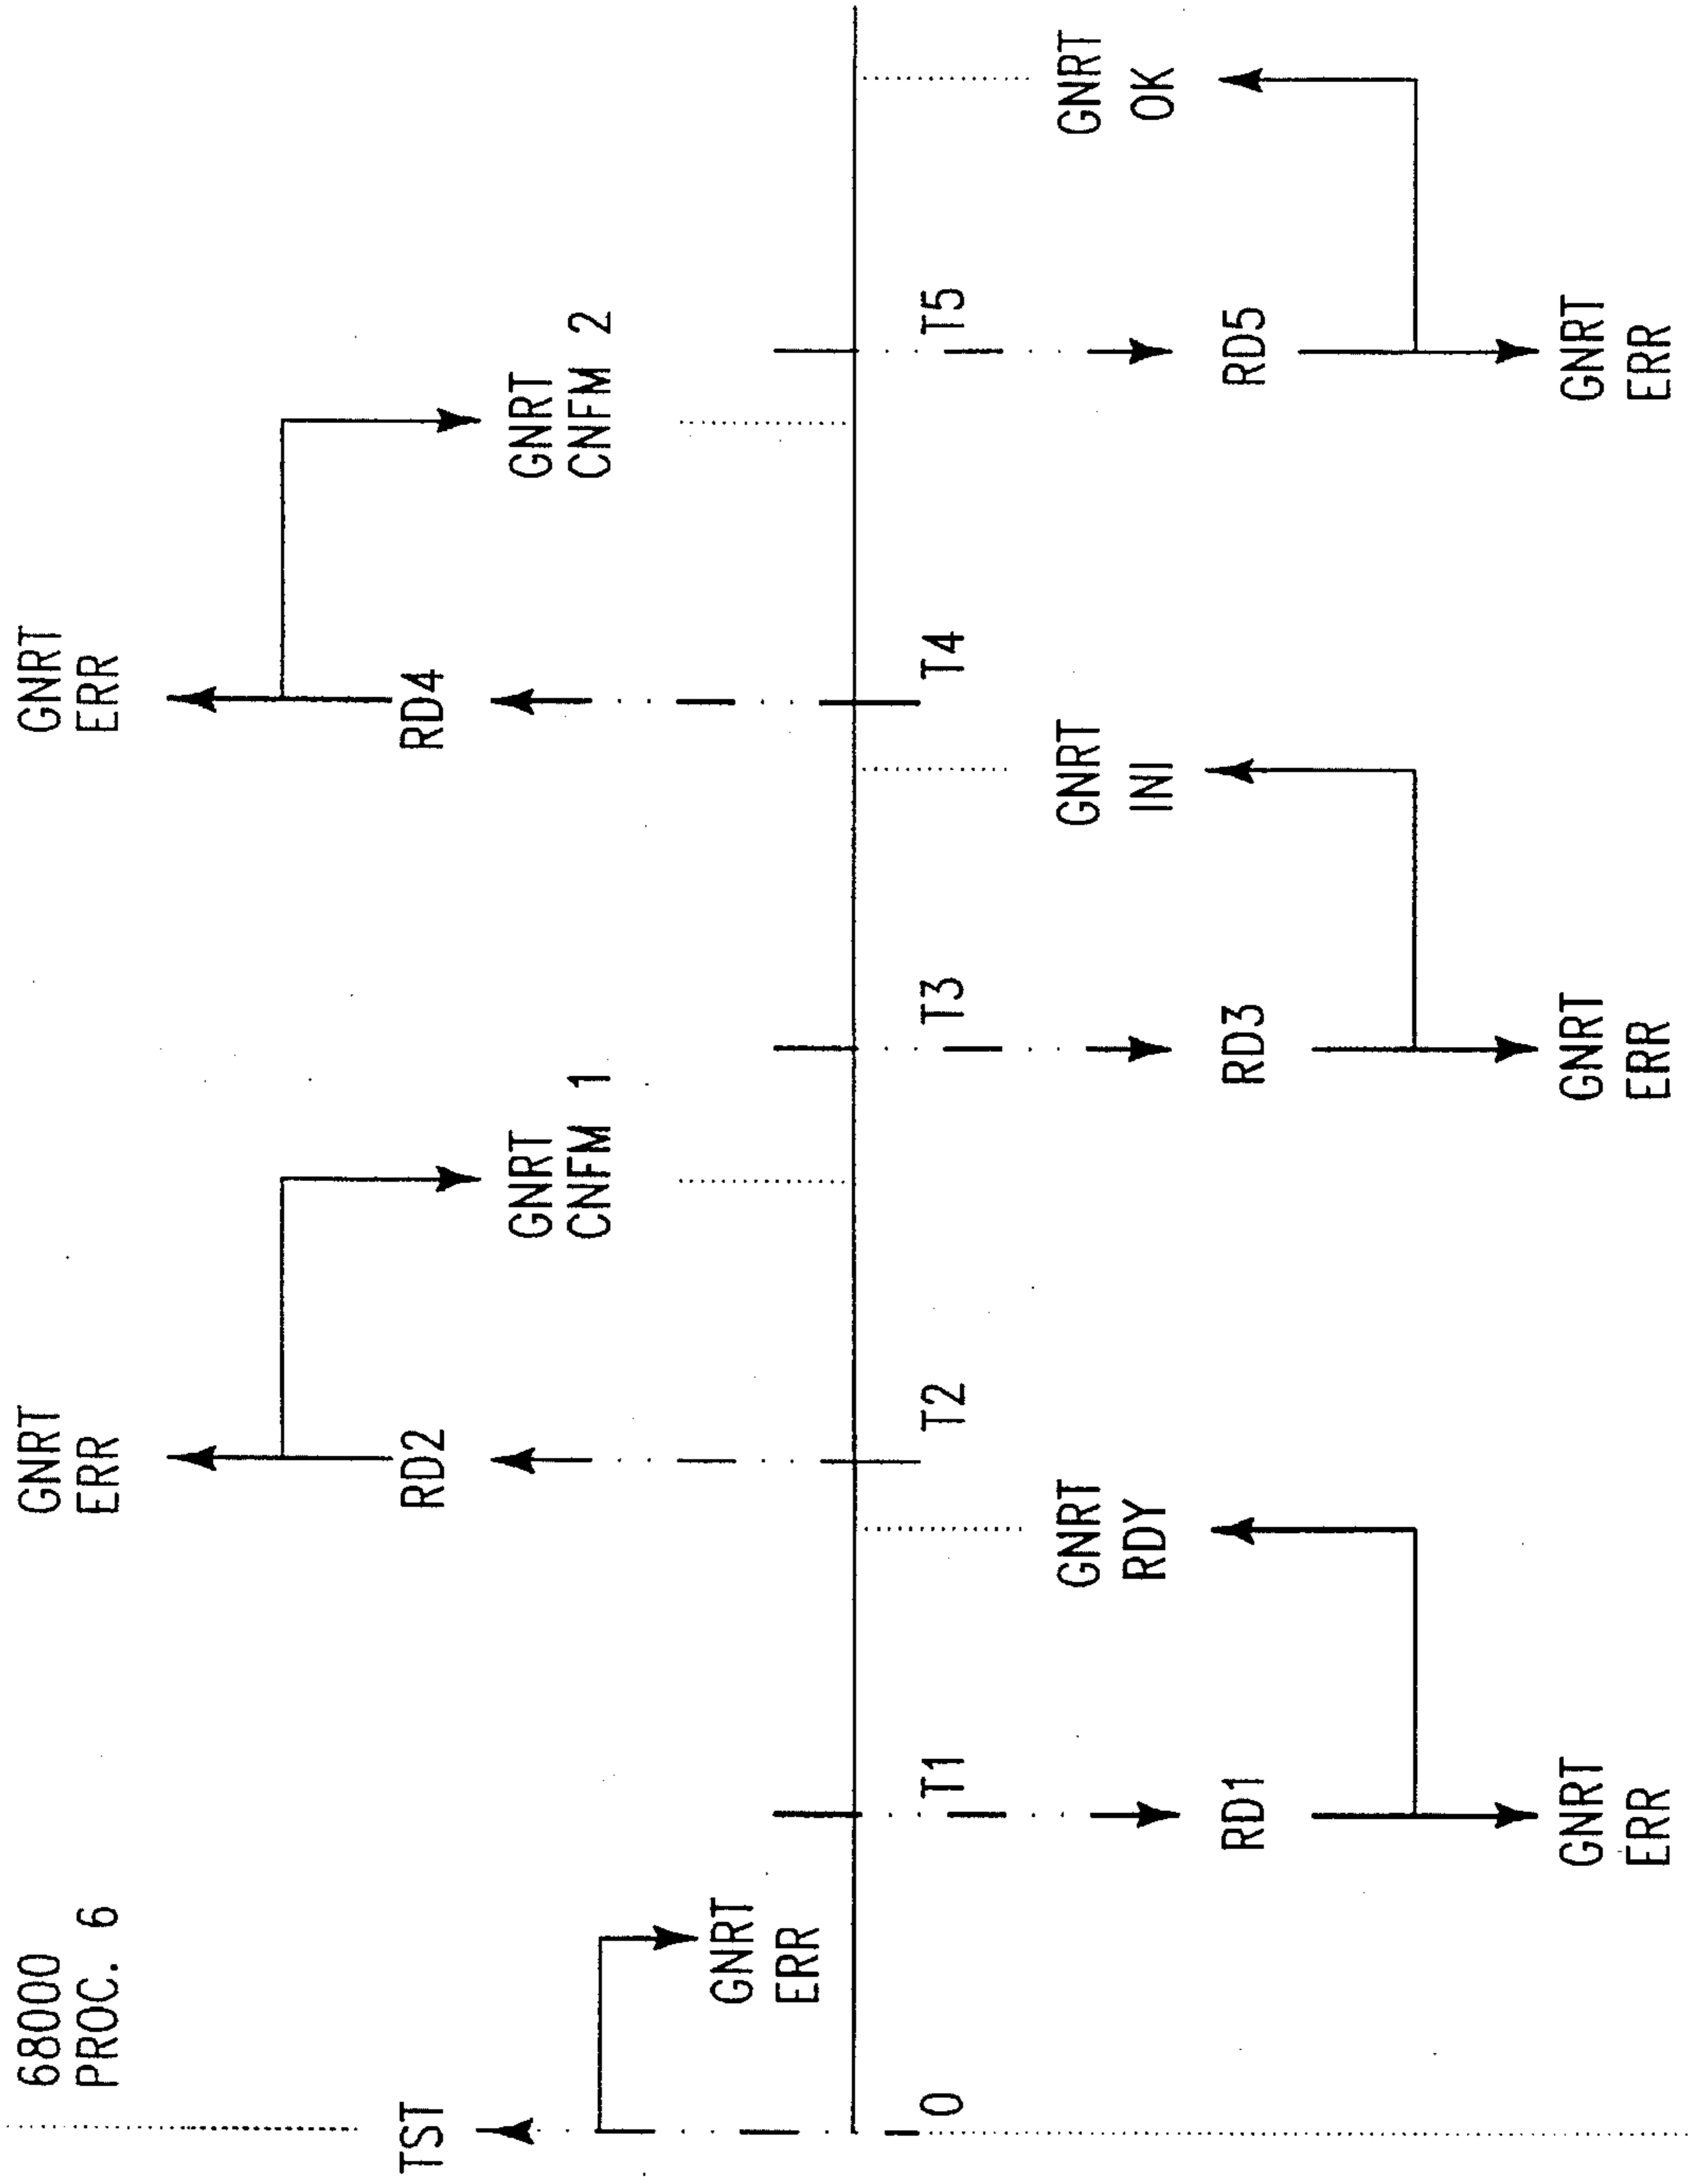 68000
PROC. 6
GNRT
ERR
GNRT
ERR
TST
RD2
RD4
GNRT
CNFM 1
GNRT
CNFM 2
GNRT
ERR
0
T1
T2
T3
T4
T5
GNRT
RDY
GNRT
INI
GNRT
OK
RD1
RD3
RD5
GNRT
ERR
GNRT
ERR
GNRT
ERR